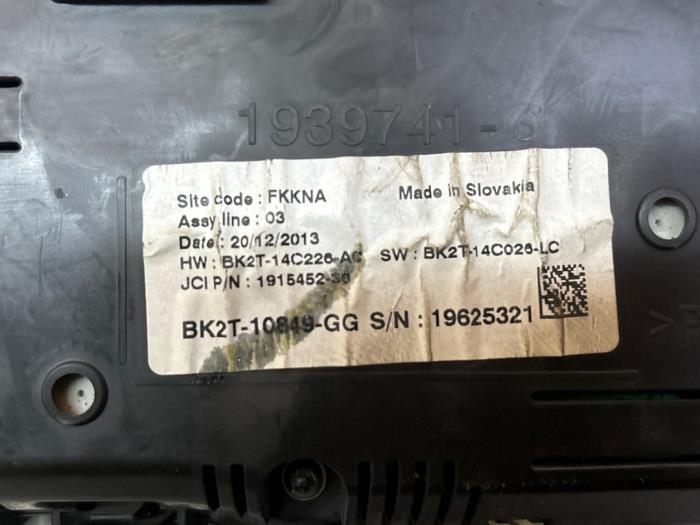 1939741-6
Site code : FKKNA Made in Slovakia
Assy line : 03
Date : 20/12/2013
HW : BK2T-14C226-AC SW : BK2T-14C026-LC
JCI P/N : 1915452-30
BK2T-10849-GG S/N : 19625321